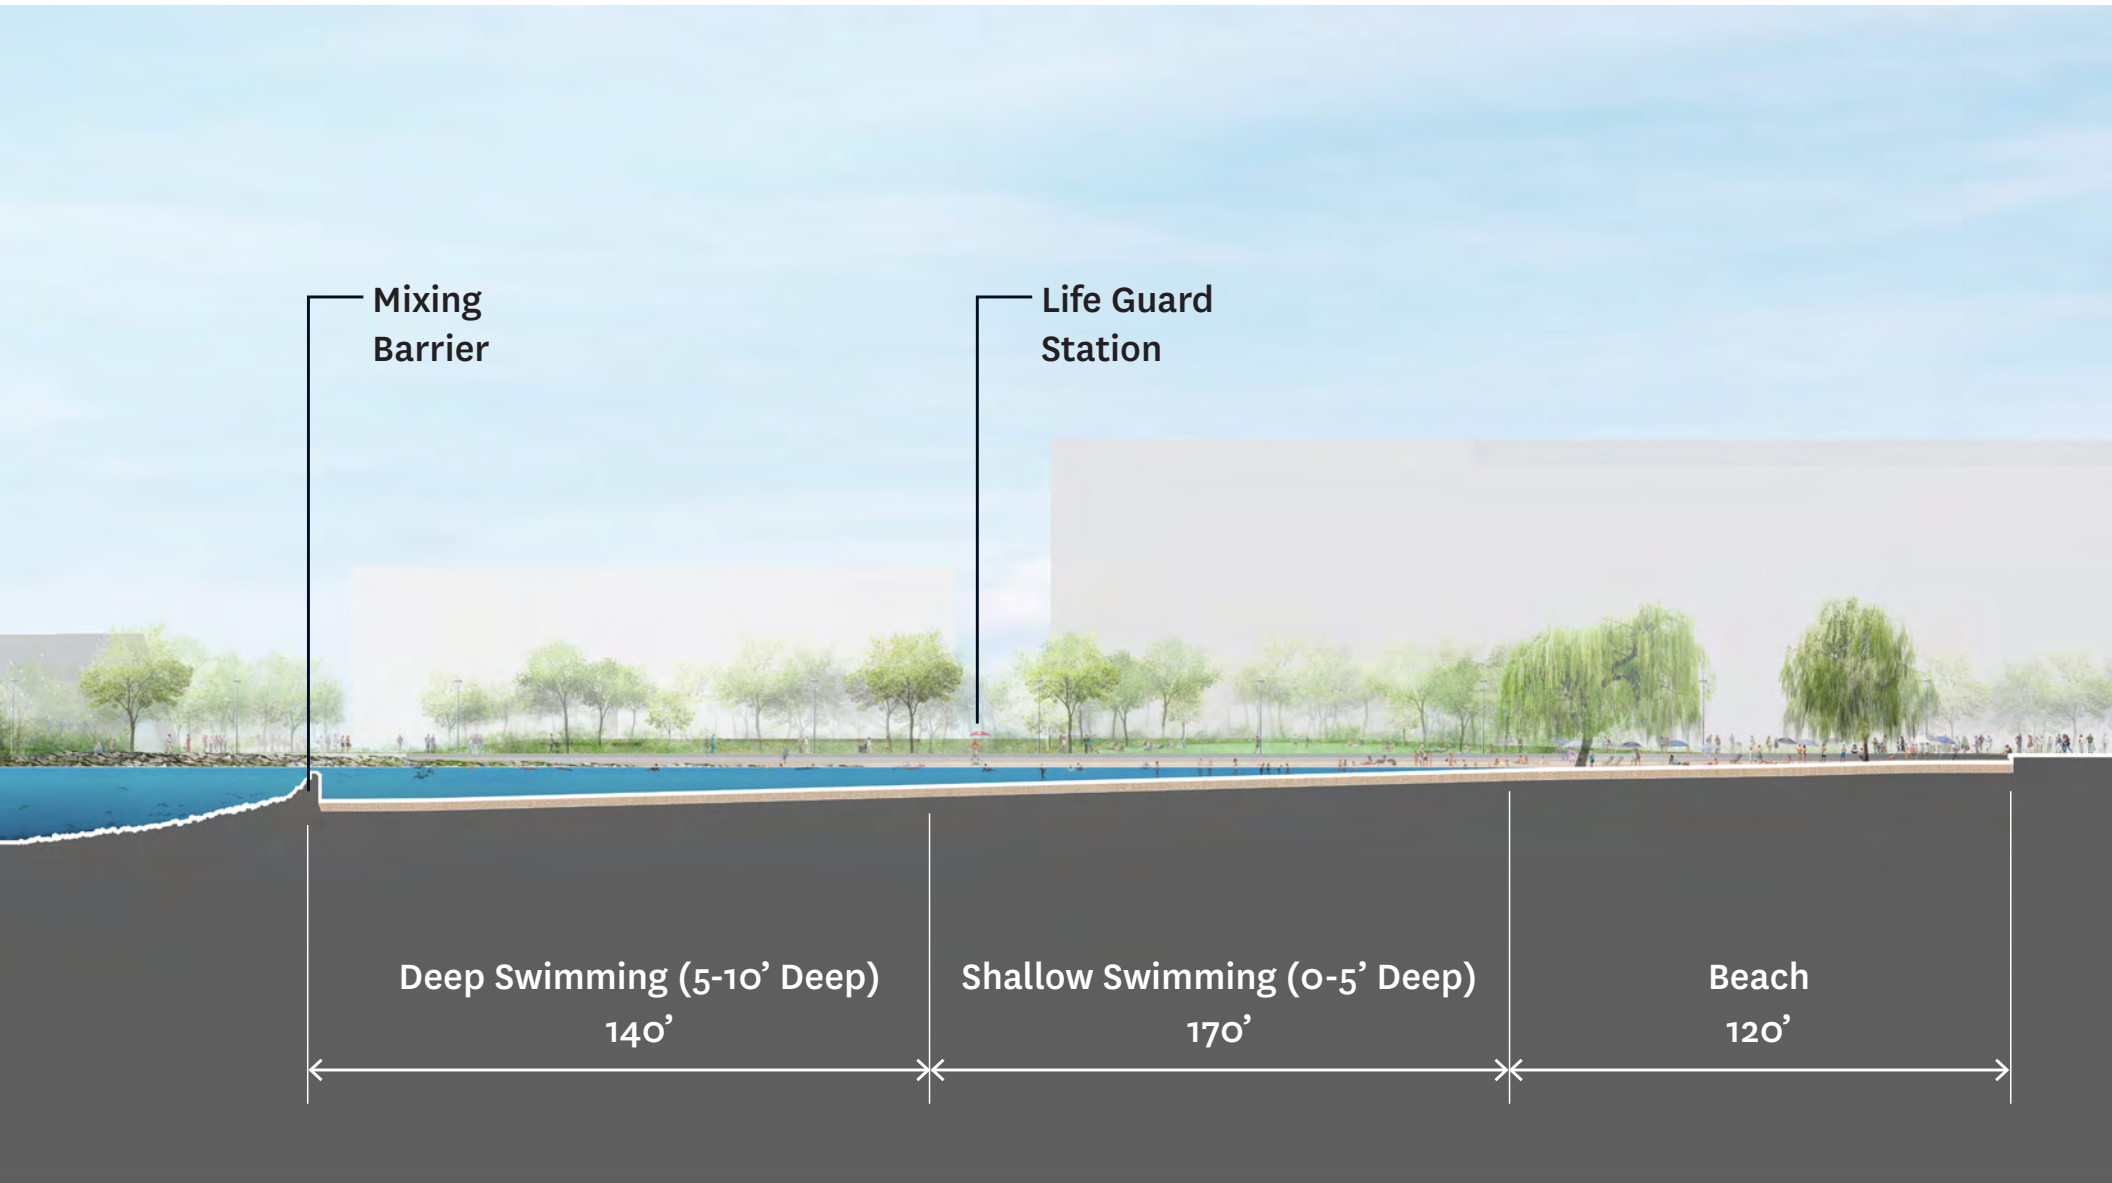 Mixing
Barrier
Life Guard
Station
Deep Swimming (5-10’ Deep)
140’
Shallow Swimming (0-5’ Deep)
170’
Beach
120’